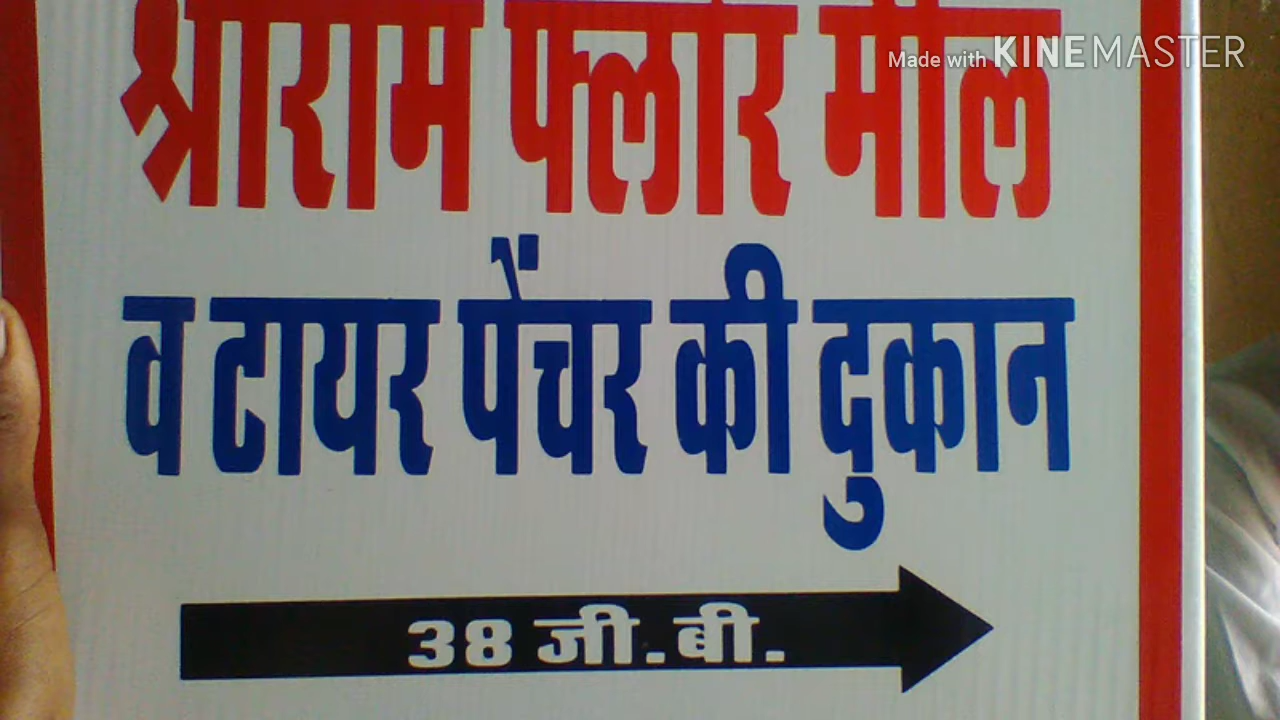 Made with KINEMASTER
श्रीराम फ्लोर मील
व टायर पेंचर की दुकान
38 जी.बी.